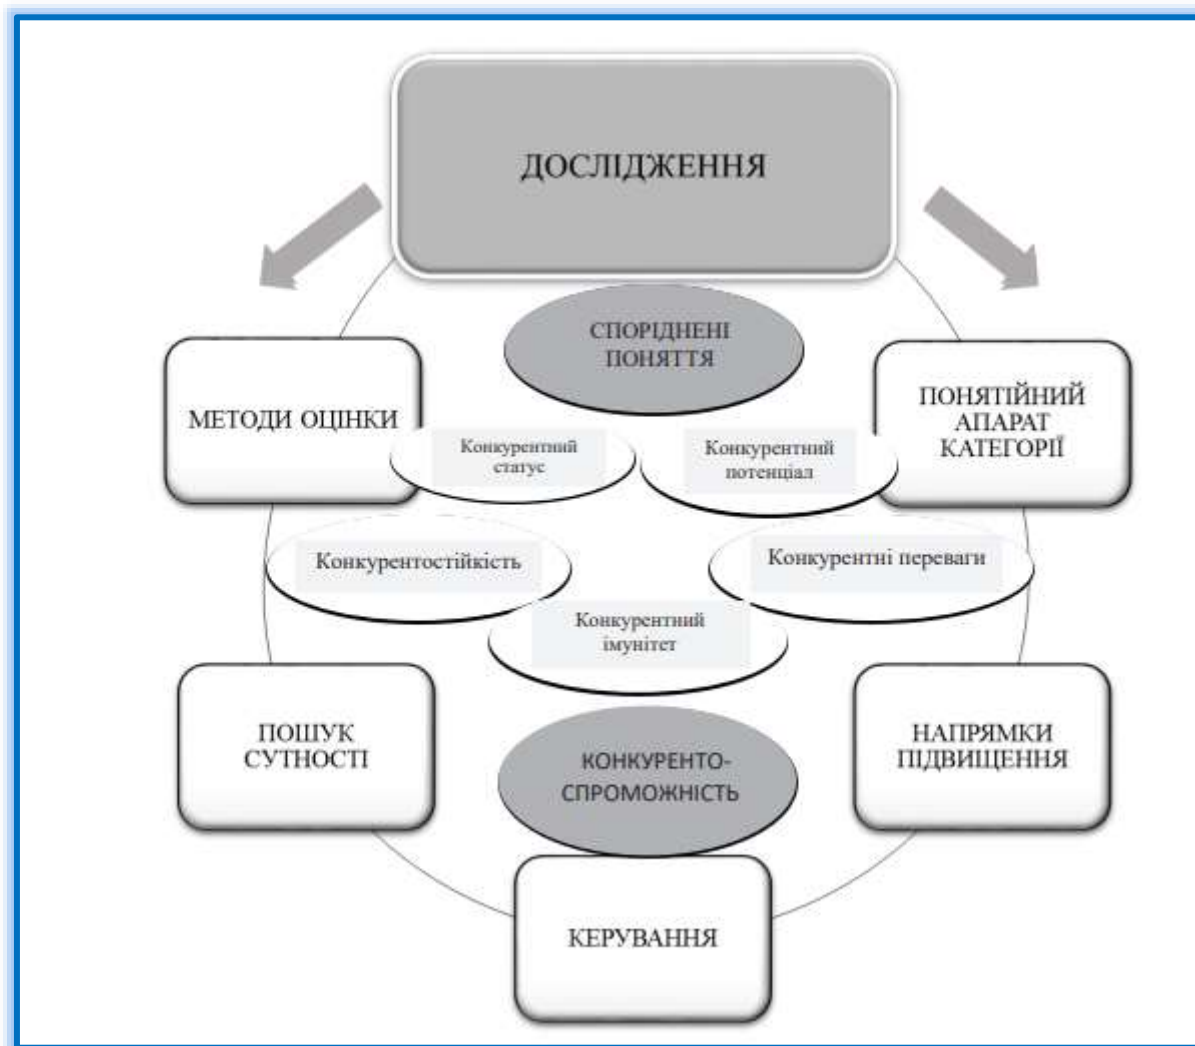 ДОСЛІДЖЕННЯ
СПОРІДНЕНІ
ПОНЯТТЯ
МЕТОДИ ОЦІНКИ
ПОНЯТІЙНИЙ
АПАРАТ
КАТЕГОРІЇ
Конкурентний
статус
Конкурентний
потенціал
Конкурентостійкість
Конкурентні переваги
Конкурентний
імунітет
ПОШУК
СУТНОСТІ
НАПРЯМКИ
ПІДВИЩЕННЯ
КОНКУРЕНТО-
СПРОМОЖНІСТЬ
КЕРУВАННЯ